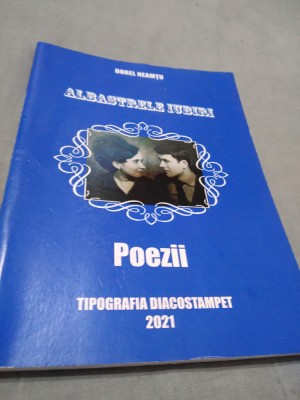 DOREL NEAMȚU
ALBASTRELE IUBIRI
Poezii
TIPOGRAFIA DIACOSTAMPET
2021